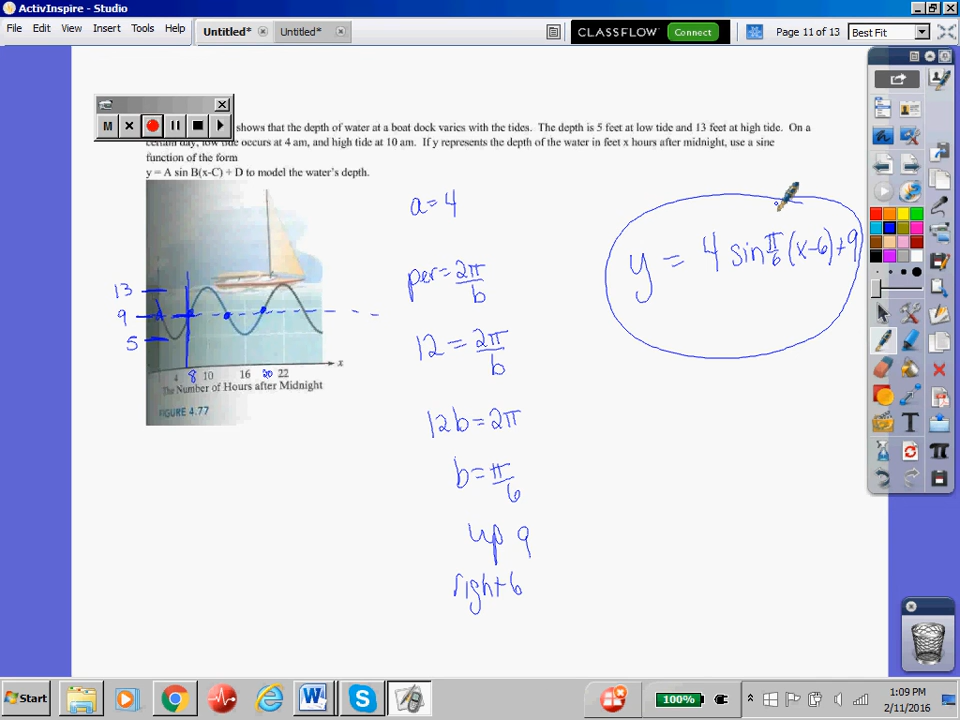 ActivInspire - Studio
File Edit View Insert Tools Help
Untitled* Untitled*
CLASSFLOW Connect
Page 11 of 13 Best Fit
M
shows that the depth of water at a boat dock varies with the tides. The depth is 5 feet at low tide and 13 feet at high tide. On a
certain day, low tide occurs at 4 am, and high tide at 10 am. If y represents the depth of the water in feet x hours after midnight, use a sine
function of the form
y = A sin B(x-C) + D to model the water's depth.
a = 4
y = 4 sin π/6 (x-6)+9
per = 2π/b
13
9
5
12 = 2π/b
x
4 8 10 16 20 22
The Number of Hours after Midnight
FIGURE 4.77
12b = 2π
b = π/6
up 9
right 6
T
π
Start
100%
1:09 PM
2/11/2016